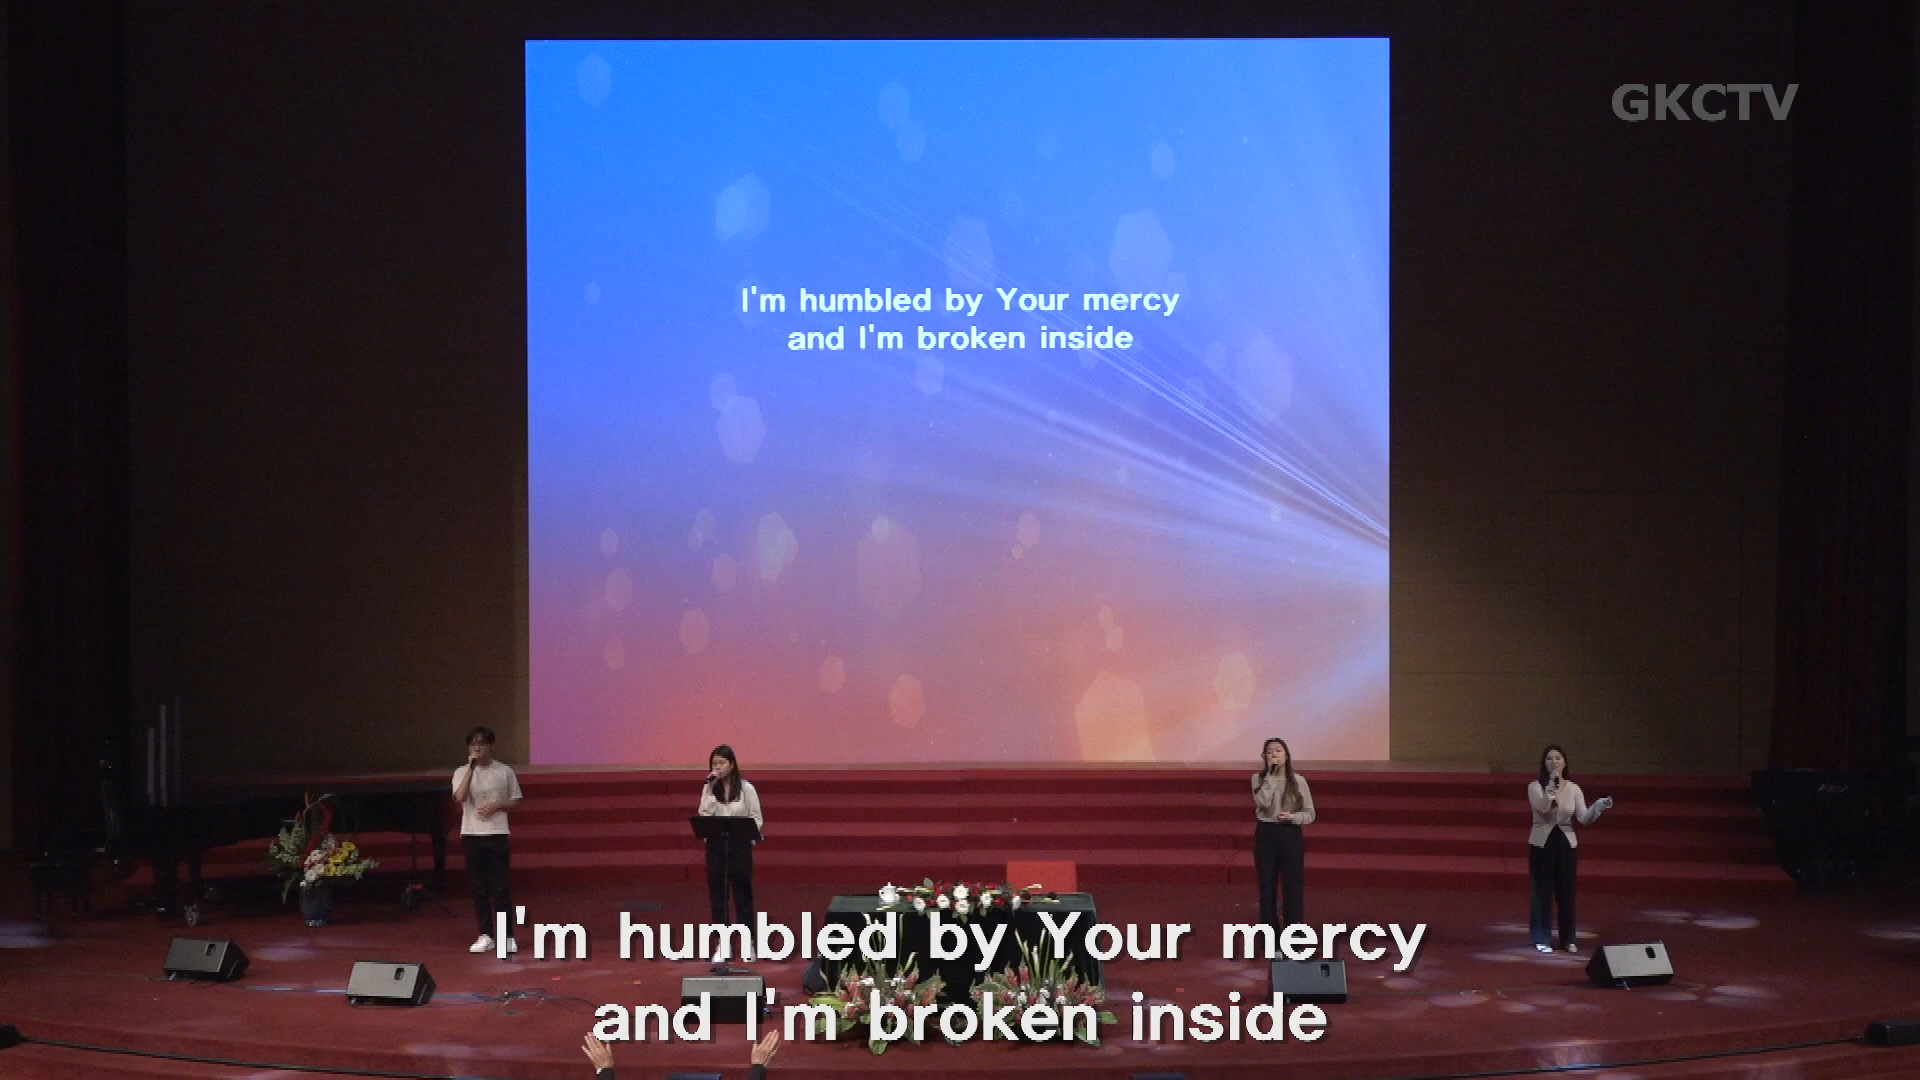 GKCTV
I'm humbled by Your mercy
and I'm broken inside
I'm humbled by Your mercy
and I'm broken inside